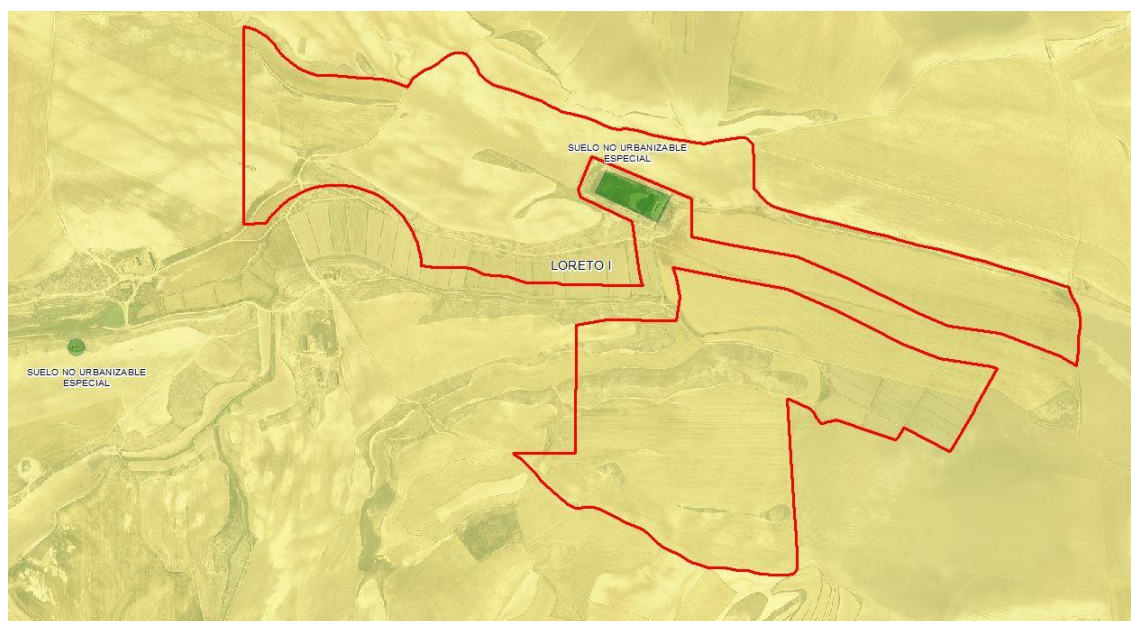 SUELO NO URBANIZABLE
ESPECIAL
LORETO I
SUELO NO URBANIZABLE
ESPECIAL